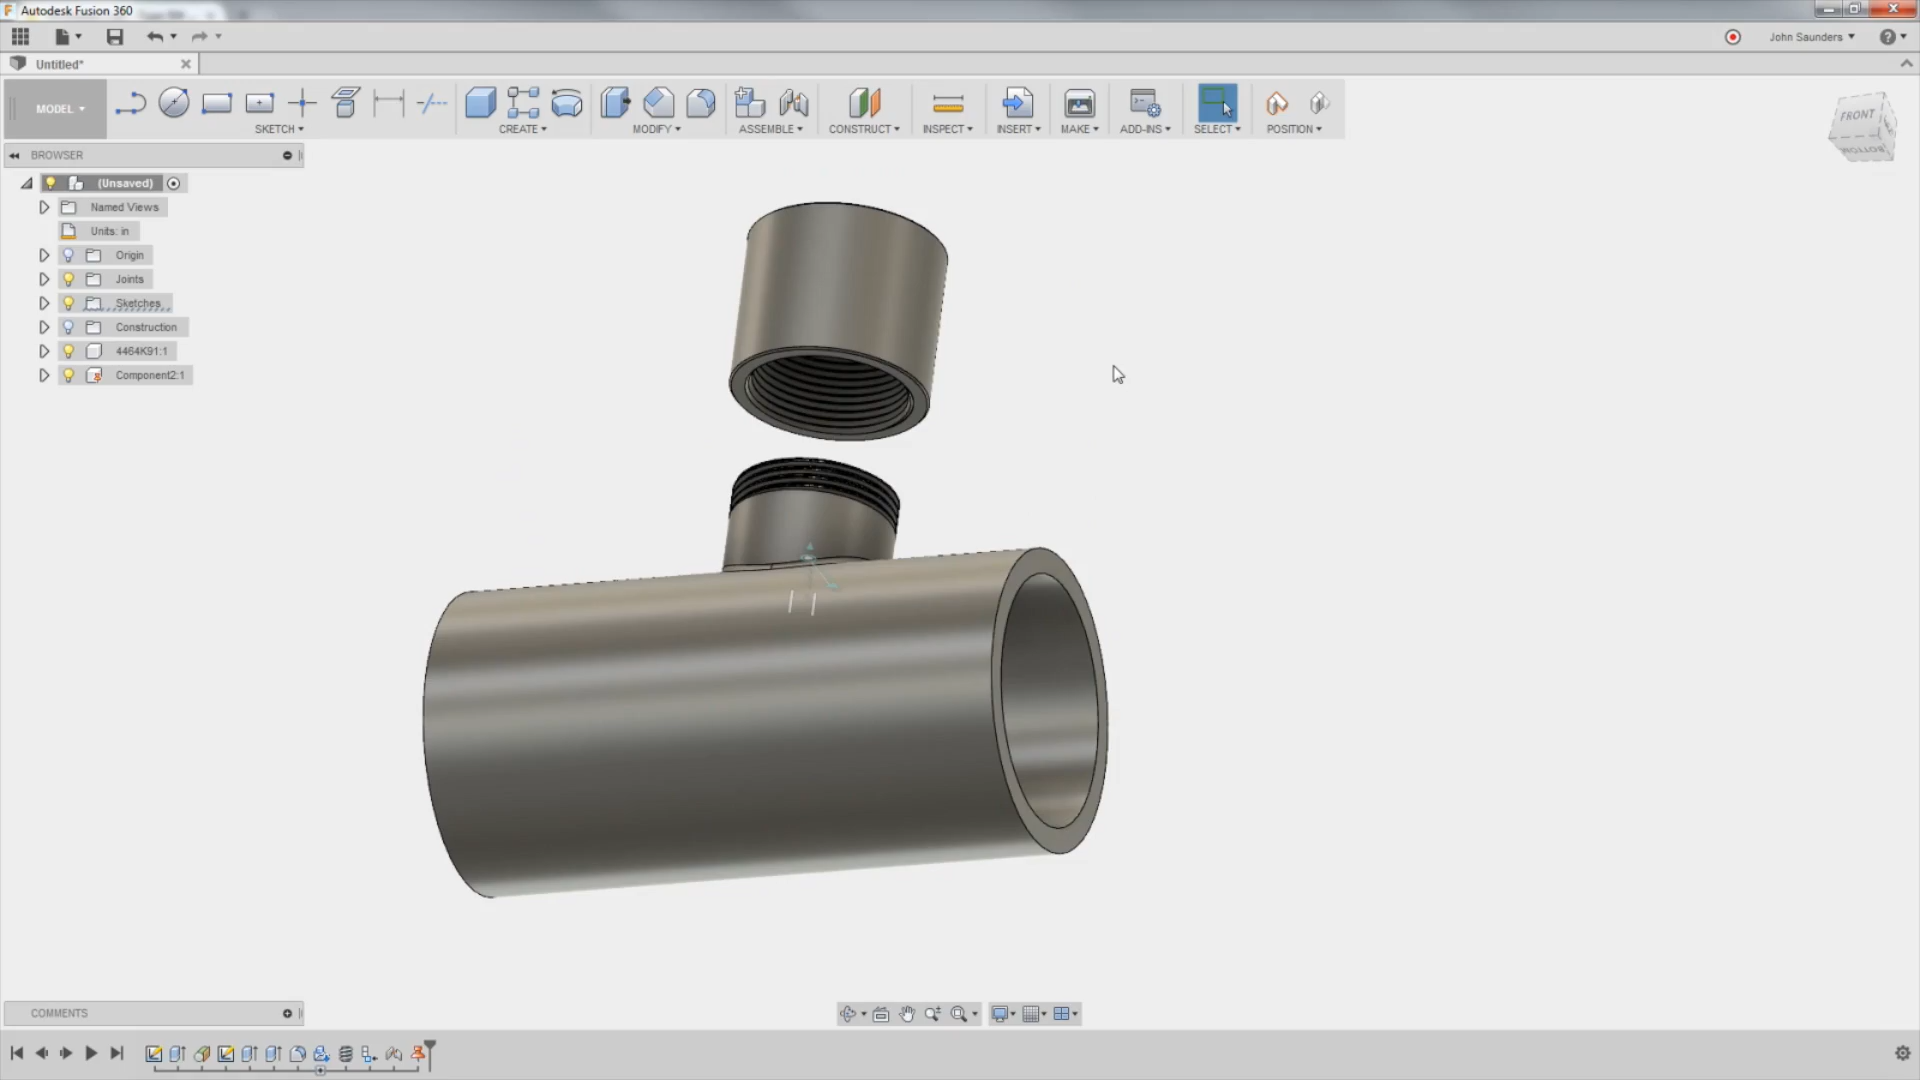 Autodesk Fusion 360
John Saunders
Untitled*
MODEL
SKETCH
CREATE
MODIFY
ASSEMBLE
CONSTRUCT
INSPECT
INSERT
MAKE
ADD-INS
SELECT
POSITION
FRONT
BOTTOM
BROWSER
(Unsaved)
Named Views
Units: in
Origin
Joints
Sketches
Construction
4464K91:1
Component2:1
COMMENTS